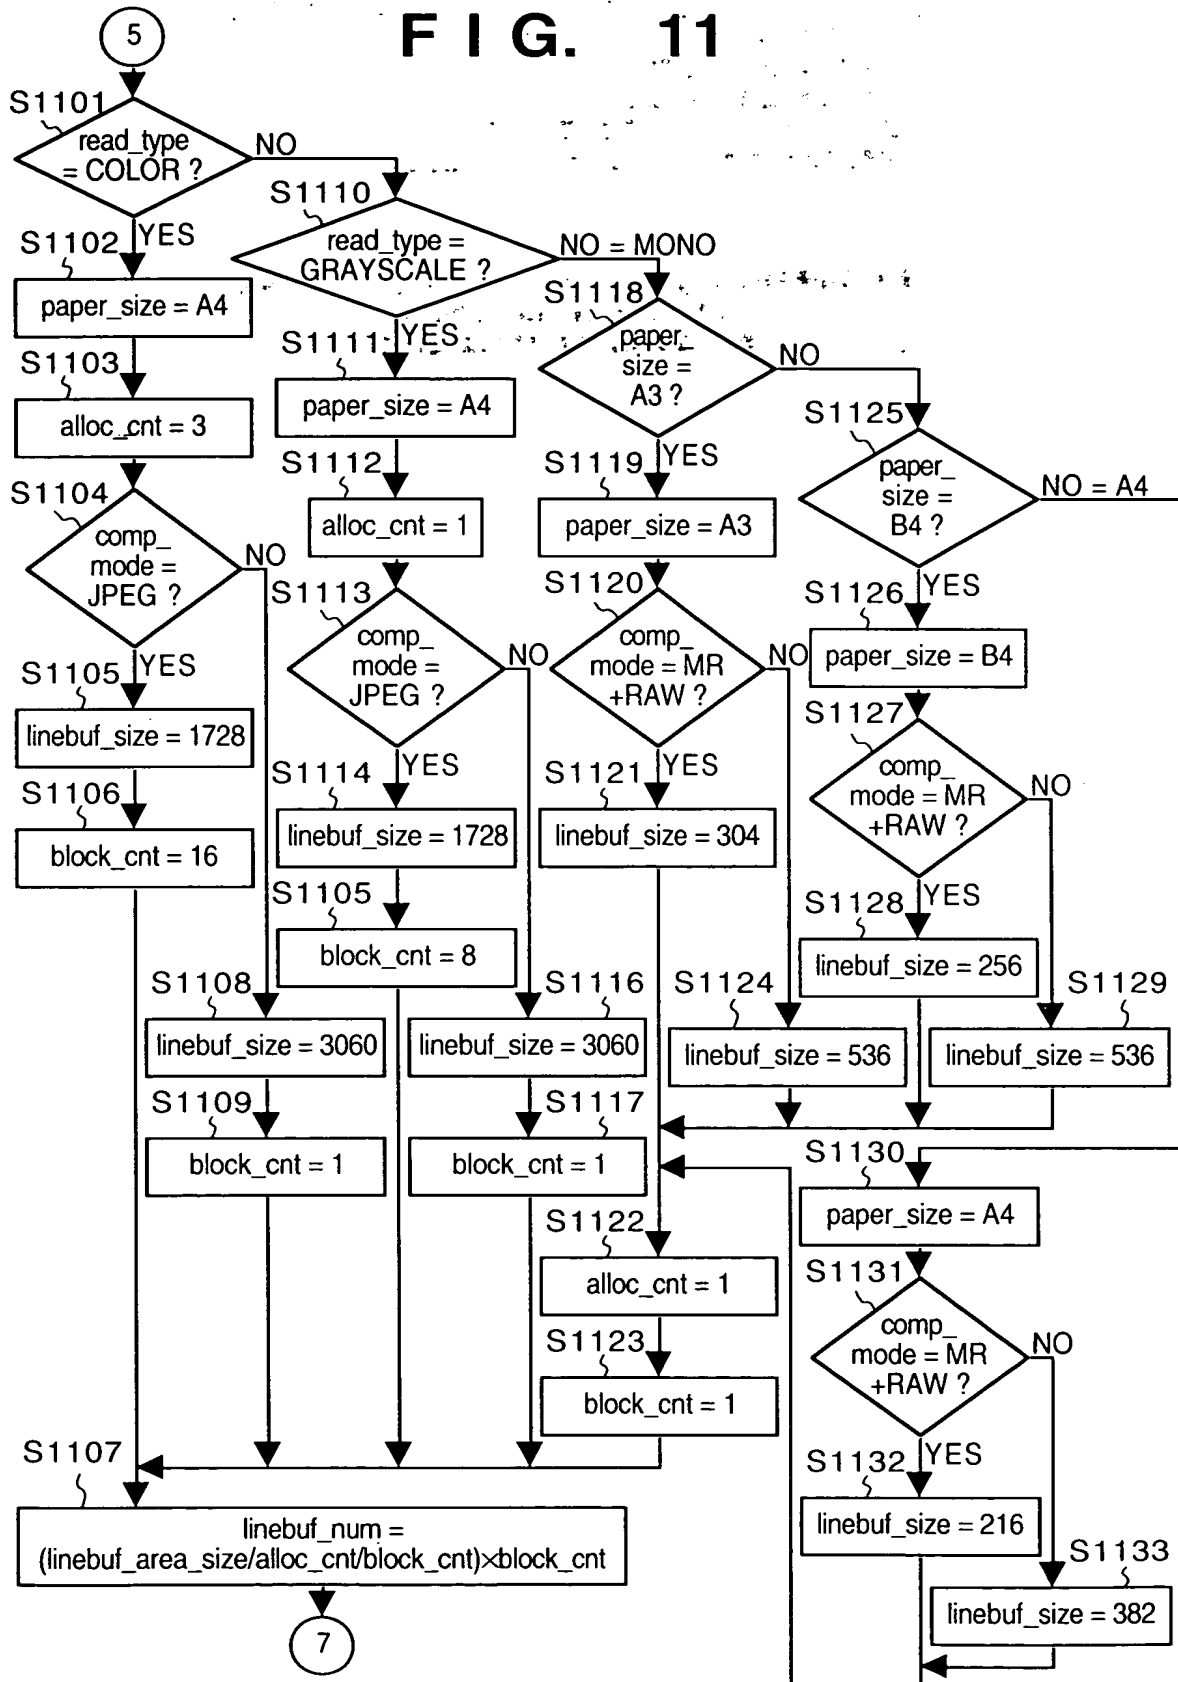 FIG. 11
5
S1101
read_type
= COLOR ?
NO
YES
S1102
paper_size = A4
S1103
alloc_cnt = 3
S1104
comp_
mode =
JPEG ?
NO
YES
S1105
linebuf_size = 1728
S1106
block_cnt = 16
S1108
linebuf_size = 3060
S1109
block_cnt = 1
S1107
linebuf_num =
(linebuf_area_size/alloc_cnt/block_cnt)×block_cnt
7
S1110
read_type =
GRAYSCALE ?
NO = MONO
YES
S1111
paper_size = A4
S1112
alloc_cnt = 1
S1113
comp_
mode =
JPEG ?
NO
YES
S1114
linebuf_size = 1728
S1105
block_cnt = 8
S1116
linebuf_size = 3060
S1117
block_cnt = 1
S1118
paper_
size =
A3 ?
NO
YES
S1119
paper_size = A3
S1120
comp_
mode = MR
+RAW ?
NO
YES
S1121
linebuf_size = 304
S1124
linebuf_size = 536
S1122
alloc_cnt = 1
S1123
block_cnt = 1
S1125
paper_
size =
B4 ?
NO = A4
YES
S1126
paper_size = B4
S1127
comp_
mode = MR
+RAW ?
NO
YES
S1128
linebuf_size = 256
S1129
linebuf_size = 536
S1130
paper_size = A4
S1131
comp_
mode = MR
+RAW ?
NO
YES
S1132
linebuf_size = 216
S1133
linebuf_size = 382